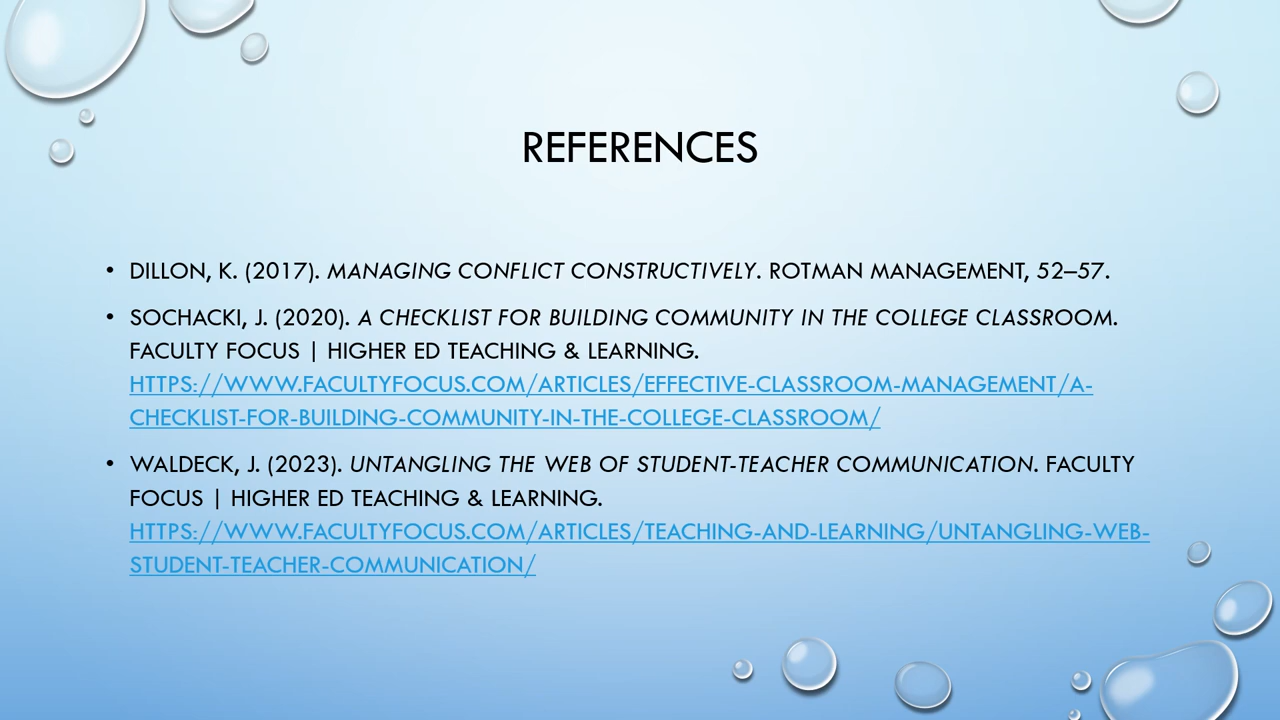 REFERENCES
• DILLON, K. (2017). MANAGING CONFLICT CONSTRUCTIVELY. ROTMAN MANAGEMENT, 52–57.
• SOCHACKI, J. (2020). A CHECKLIST FOR BUILDING COMMUNITY IN THE COLLEGE CLASSROOM.
FACULTY FOCUS | HIGHER ED TEACHING & LEARNING.
HTTPS://WWW.FACULTYFOCUS.COM/ARTICLES/EFFECTIVE-CLASSROOM-MANAGEMENT/A-
CHECKLIST-FOR-BUILDING-COMMUNITY-IN-THE-COLLEGE-CLASSROOM/
• WALDECK, J. (2023). UNTANGLING THE WEB OF STUDENT-TEACHER COMMUNICATION. FACULTY
FOCUS | HIGHER ED TEACHING & LEARNING.
HTTPS://WWW.FACULTYFOCUS.COM/ARTICLES/TEACHING-AND-LEARNING/UNTANGLING-WEB-
STUDENT-TEACHER-COMMUNICATION/